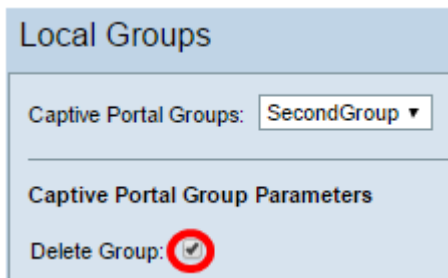 Local Groups
Captive Portal Groups: SecondGroup
Captive Portal Group Parameters
Delete Group: